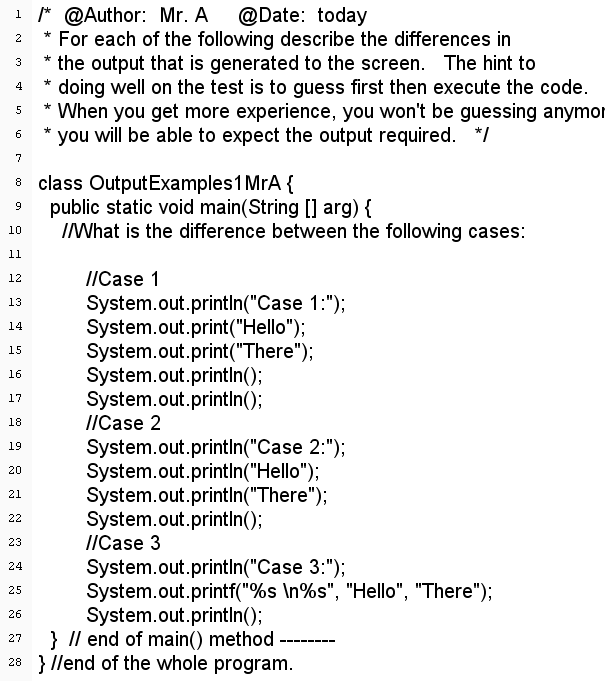 1 /*  @Author:  Mr. A     @Date:  today
2  * For each of the following describe the differences in
3  * the output that is generated to the screen.   The hint to
4  * doing well on the test is to guess first then execute the code.
5  * When you get more experience, you won't be guessing anymor
6  * you will be able to expect the output required.   */
7
8 class OutputExamples1MrA {
9   public static void main(String [] arg) {
10     //What is the difference between the following cases:
11
12         //Case 1
13         System.out.println("Case 1:");
14         System.out.print("Hello");
15         System.out.print("There");
16         System.out.println();
17         System.out.println();
18         //Case 2
19         System.out.println("Case 2:");
20         System.out.println("Hello");
21         System.out.println("There");
22         System.out.println();
23         //Case 3
24         System.out.println("Case 3:");
25         System.out.printf("%s \n%s", "Hello", "There");
26         System.out.println();
27   }  // end of main() method --------
28 } //end of the whole program.